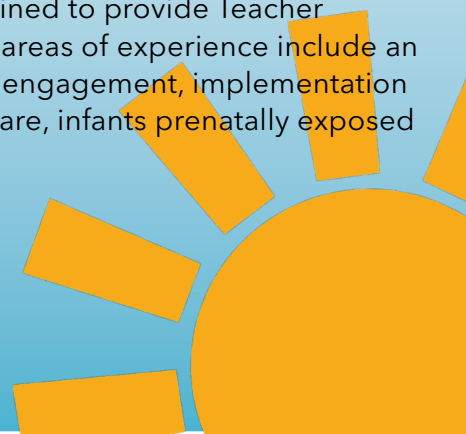 ined to provide Teacher
areas of experience include an
engagement, implementation
are, infants prenatally exposed